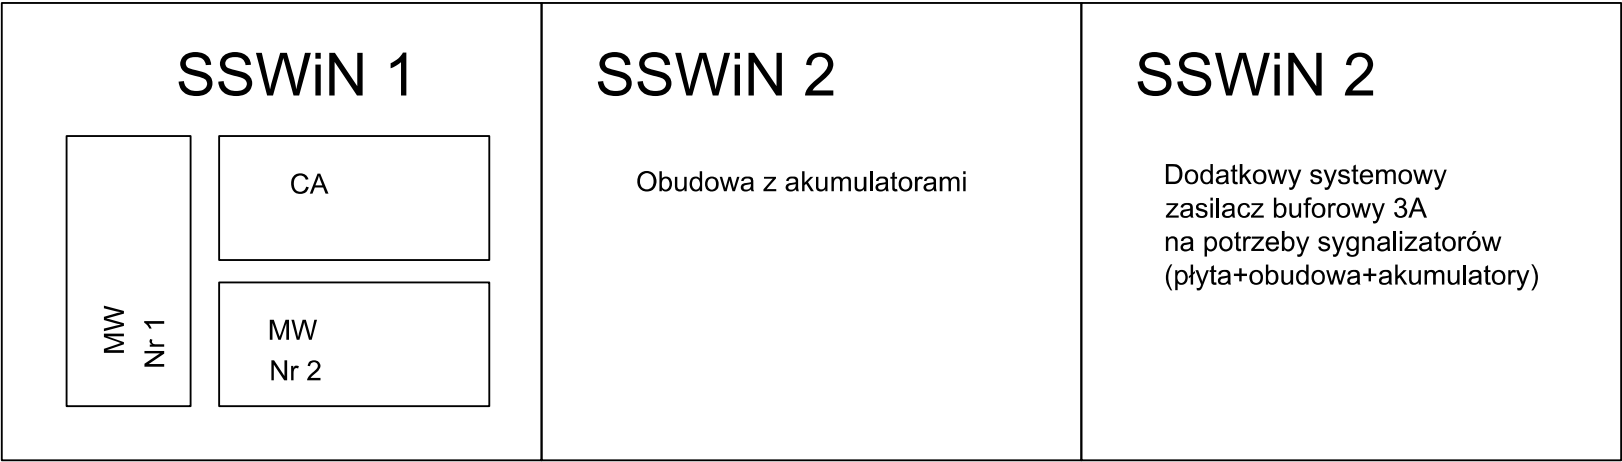 SSWiN 1
MW
Nr 1
CA
MW
Nr 2
SSWiN 2
Obudowa z akumulatorami
SSWiN 2
Dodatkowy systemowy
zasilacz buforowy 3A
na potrzeby sygnalizatorów
(płyta+obudowa+akumulatory)